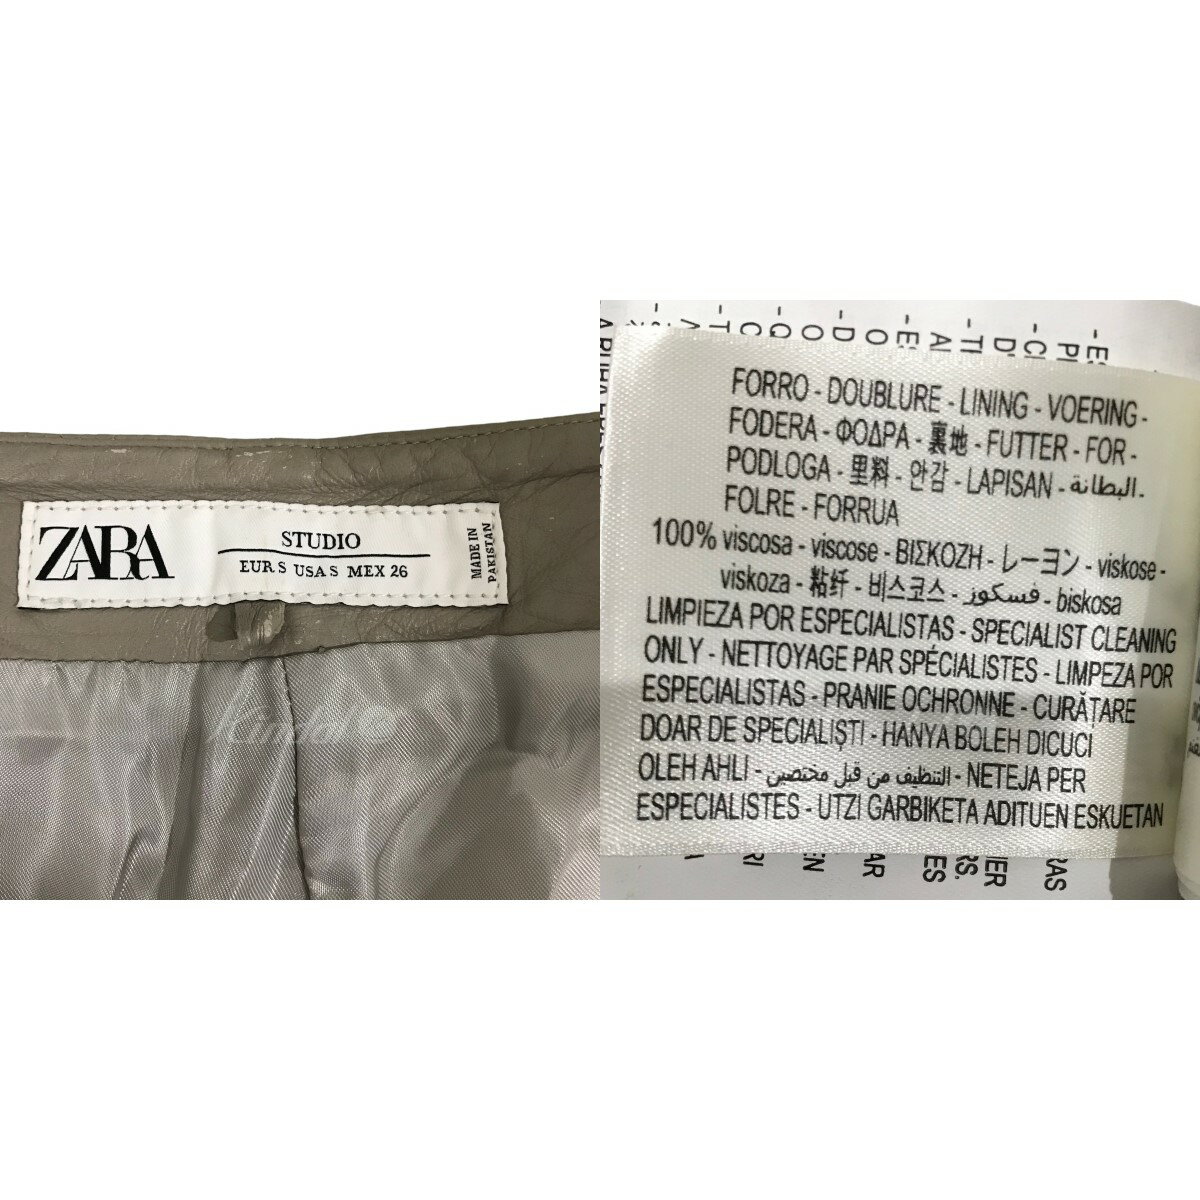 ZARA
STUDIO
EUR S USA S MEX 26
MADE IN
PAKISTAN
FORRO - DOUBLURE - LINING - VOERING -
FODERA - ΦΟΔΡΑ - 裏地 - FUTTER - FOR -
PODLOGA - 里料 - 안감 - LAPISAN - البطانة -
FOLRE - FORRUA
100% viscosa - viscose - ΒΙΣΚΟΖΗ - レーヨン - viskose -
viskoza - 粘纤 - 비스코스 - فسكوز - biskosa
LIMPIEZA POR ESPECIALISTAS - SPECIALIST CLEANING
ONLY - NETTOYAGE PAR SPÉCIALISTES - LIMPEZA POR
ESPECIALISTAS - PRANIE OCHRONNE - CURĂȚARE
DOAR DE SPECIALIȘTI - HANYA BOLEH DICUCI
OLEH AHLI - التنظيف من قبل مختصين - NETEJA PER
ESPECIALISTES - UTZI GARBIKETA ADITUEN ESKUETAN